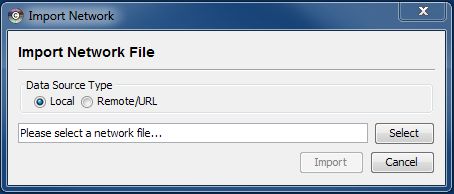 Import Network
Import Network File
Data Source Type
Local Remote/URL
Please select a network file... Select
Import Cancel